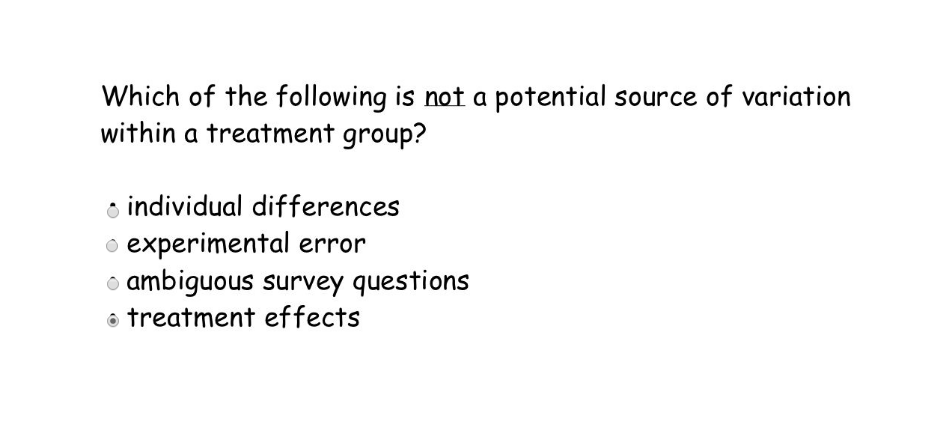 Which of the following is not a potential source of variation
within a treatment group?
individual differences
experimental error
ambiguous survey questions
treatment effects